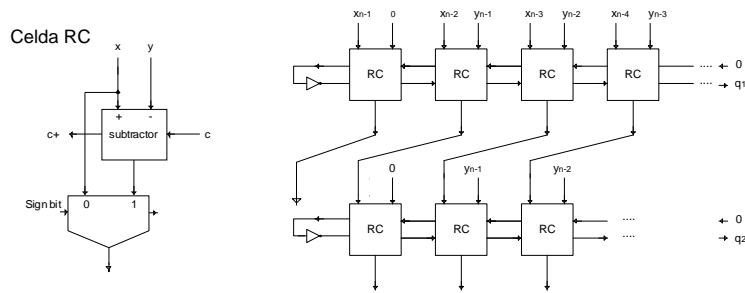 Celda RC
x y
+ -
c+ subtractor c
Sign bit 0 1
xn-1 0 xn-2 yn-1 xn-3 yn-2 xn-4 yn-3
RC RC RC RC .... 0
.... q1
0 yn-1 yn-2
RC RC RC .... 0
.... q2